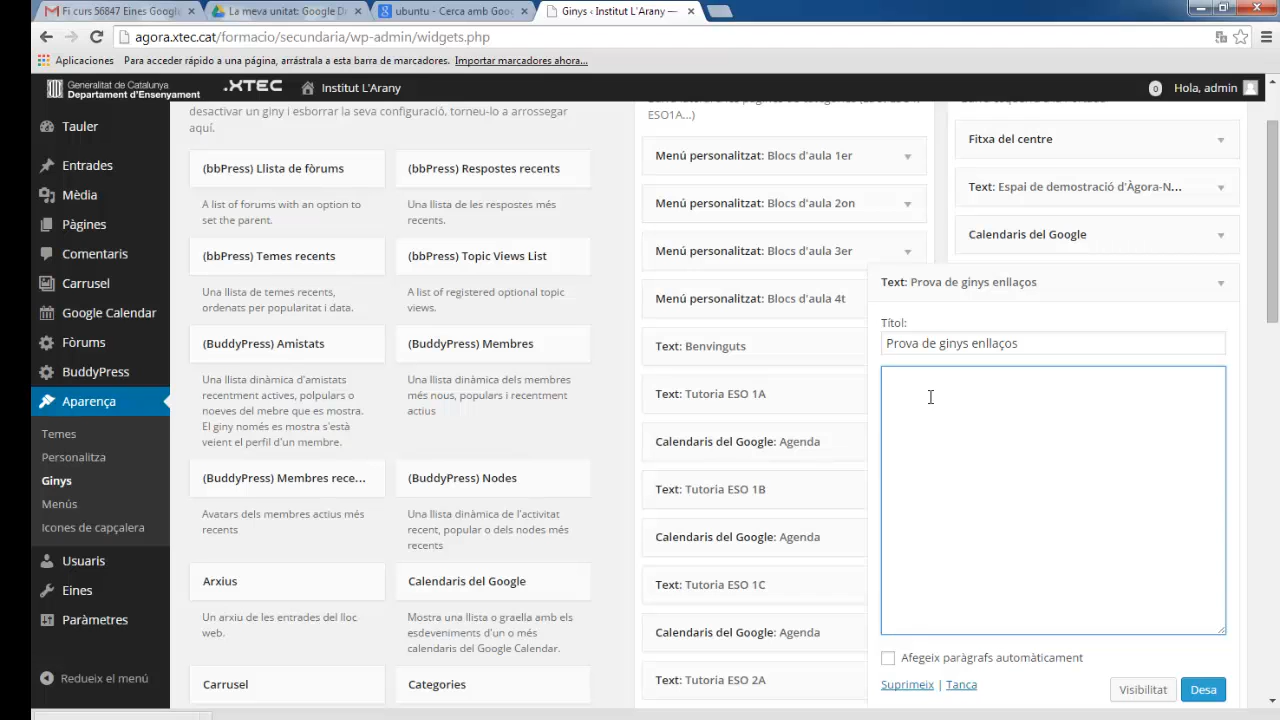 Fi curs 56847 Eines Google
La meva unitat: Google D
ubuntu - Cerca amb Goo
Ginys ‹ Institut L'Arany —
agora.xtec.cat/formacio/secundaria/wp-admin/widgets.php
Aplicaciones
Para acceder rápido a una página, arrástrala a esta barra de marcadores.
Importar marcadores ahora...
Generalitat de Catalunya
Departament d'Ensenyament
.XTEC
Institut L'Arany
0
Hola, admin
Tauler
Entrades
Mèdia
Pàgines
Comentaris
Carrusel
Google Calendar
Fòrums
BuddyPress
Aparença
Temes
Personalitza
Ginys
Menús
Icones de capçalera
Usuaris
Eines
Paràmetres
Redueix el menú
desactivar un giny i esborrar la seva configuració, torneu-lo a arrossegar
aquí.
(bbPress) Llista de fòrums
A list of forums with an option to
set the parent.
(bbPress) Respostes recents
Una llista de les respostes més
recents.
(bbPress) Temes recents
Una llista de temes recents,
ordenats per popularitat i data.
(bbPress) Topic Views List
A list of registered optional topic
views.
(BuddyPress) Amistats
Una llista dinàmica d'amistats
recentment actives, polpulars o
noeves del mebre que es mostra.
El giny només es mostra s'està
veient el perfil d'un membre.
(BuddyPress) Membres
Una llista dinàmica dels membres
més nous, populars i recentment
actius
(BuddyPress) Membres rece...
Avatars dels membres actius més
recents
(BuddyPress) Nodes
Una llista dinàmica de l'activitat
recent, popular o dels nodes més
recents
Arxius
Un arxiu de les entrades del lloc
web.
Calendaris del Google
Mostra una llista o graella amb els
esdeveniments d'un o més
calendaris del Google Calendar.
Carrusel
Categories
ESO1A...)
Menú personalitzat: Blocs d'aula 1er
Menú personalitzat: Blocs d'aula 2on
Menú personalitzat: Blocs d'aula 3er
Menú personalitzat: Blocs d'aula 4t
Text: Benvinguts
Text: Tutoria ESO 1A
Calendaris del Google: Agenda
Text: Tutoria ESO 1B
Calendaris del Google: Agenda
Text: Tutoria ESO 1C
Calendaris del Google: Agenda
Text: Tutoria ESO 2A
Fitxa del centre
Text: Espai de demostració d'Àgora-N...
Calendaris del Google
Text: Prova de ginys enllaços
Títol:
Prova de ginys enllaços
Afegeix paràgrafs automàticament
Suprimeix | Tanca
Visibilitat
Desa